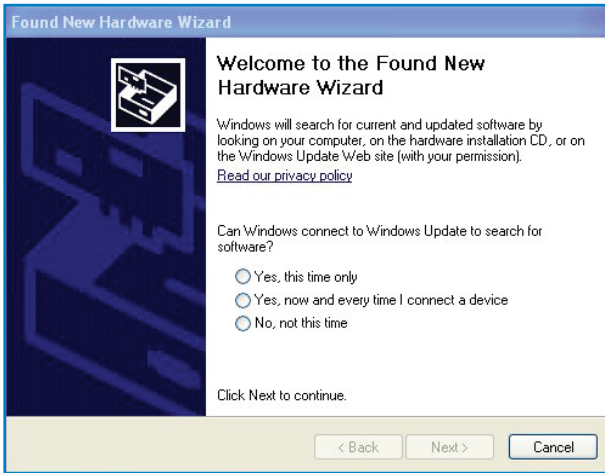 Found New Hardware Wizard
Welcome to the Found New
Hardware Wizard
Windows will search for current and updated software by
looking on your computer, on the hardware installation CD, or on
the Windows Update Web site (with your permission).
Read our privacy policy
Can Windows connect to Windows Update to search for
software?
Yes, this time only
Yes, now and every time I connect a device
No, not this time
Click Next to continue.
< Back Next > Cancel